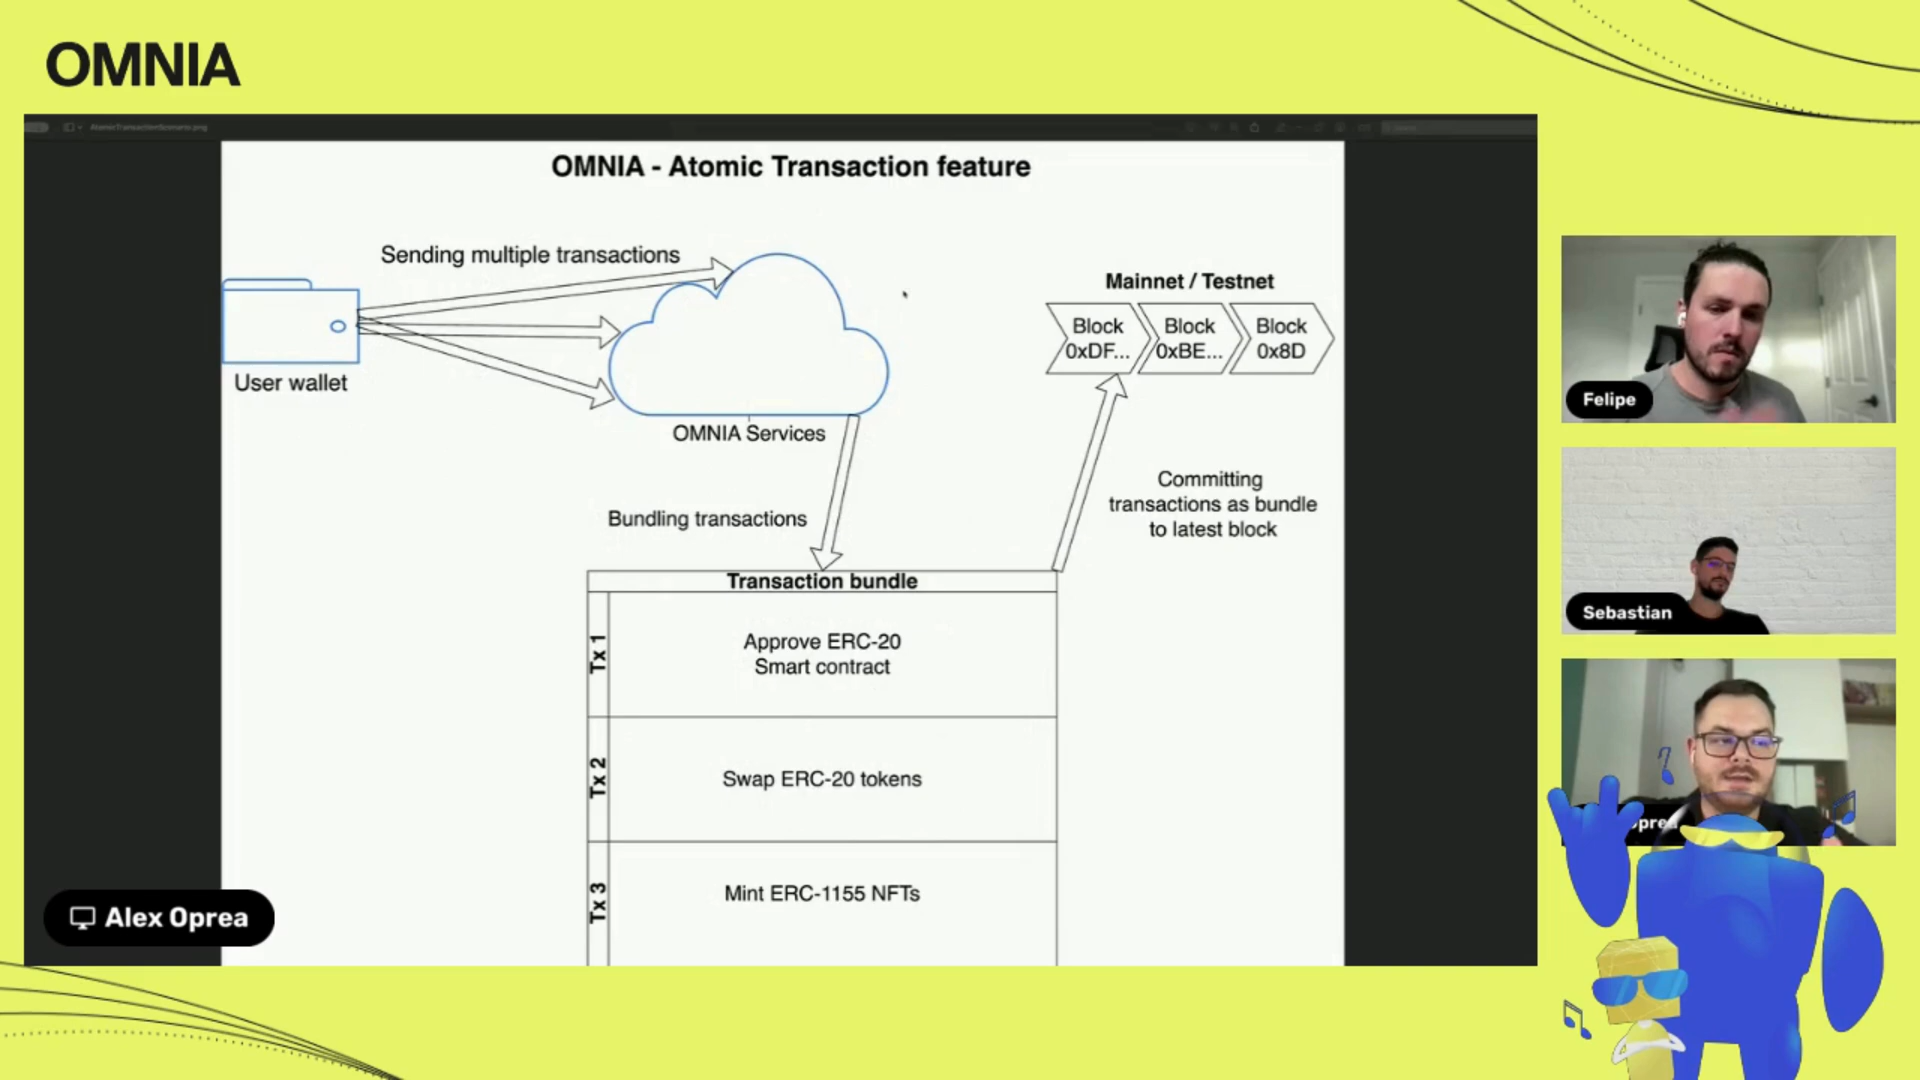 OMNIA
AtomicTransactionScenario.png
OMNIA - Atomic Transaction feature
Sending multiple transactions
User wallet
OMNIA Services
Mainnet / Testnet
Block
0xDF...
Block
0xBE...
Block
0x8D
Bundling transactions
Committing
transactions as bundle
to latest block
Transaction bundle
Tx 1
Approve ERC-20
Smart contract
Tx 2
Swap ERC-20 tokens
Tx 3
Mint ERC-1155 NFTs
Alex Oprea
Felipe
Sebastian